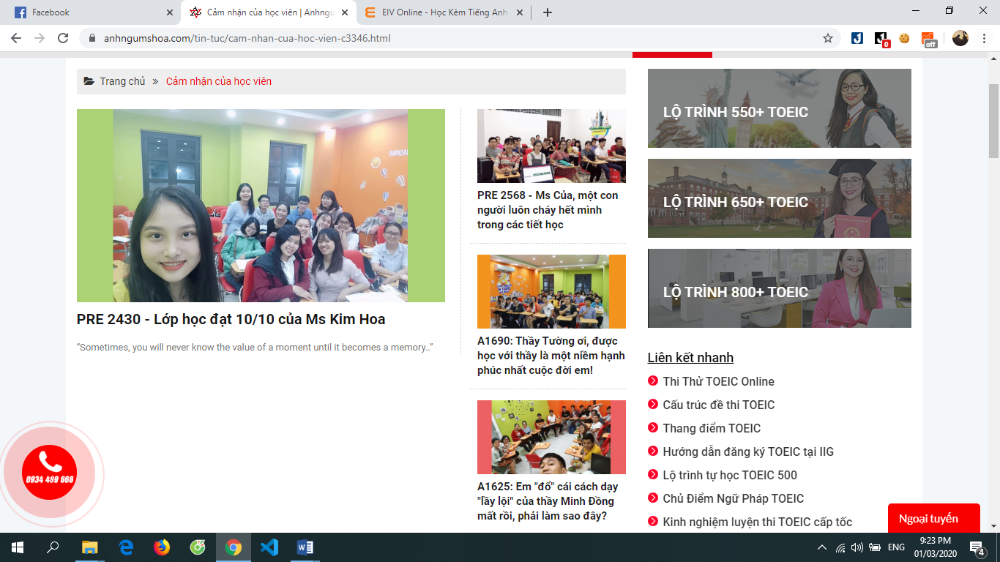 Facebook
Cảm nhận của học viên | Anhngu
EIV Online - Học Kèm Tiếng Anh
anhngumshoa.com/tin-tuc/cam-nhan-cua-hoc-vien-c3346.html
0
off
Trang chủ » Cảm nhận của học viên
PRE 2430 - Lớp học đạt 10/10 của Ms Kim Hoa
“Sometimes, you will never know the value of a moment until it becomes a memory..”
PRE 2568 - Ms Của, một con
người luôn cháy hết mình
trong các tiết học
A1690: Thầy Tường ơi, được
học với thầy là một niềm hạnh
phúc nhất cuộc đời em!
A1625: Em "đổ" cái cách dạy
"lầy lội" của thầy Minh Đồng
mất rồi, phải làm sao đây?
LỘ TRÌNH 550+ TOEIC
LỘ TRÌNH 650+ TOEIC
LỘ TRÌNH 800+ TOEIC
Liên kết nhanh
Thi Thử TOEIC Online
Cấu trúc đề thi TOEIC
Thang điểm TOEIC
Hướng dẫn đăng ký TOEIC tại IIG
Lộ trình tự học TOEIC 500
Chủ Điểm Ngữ Pháp TOEIC
Kinh nghiệm luyện thi TOEIC cấp tốc
0934 489 666
Ngoại tuyến
ENG
9:23 PM
01/03/2020
4